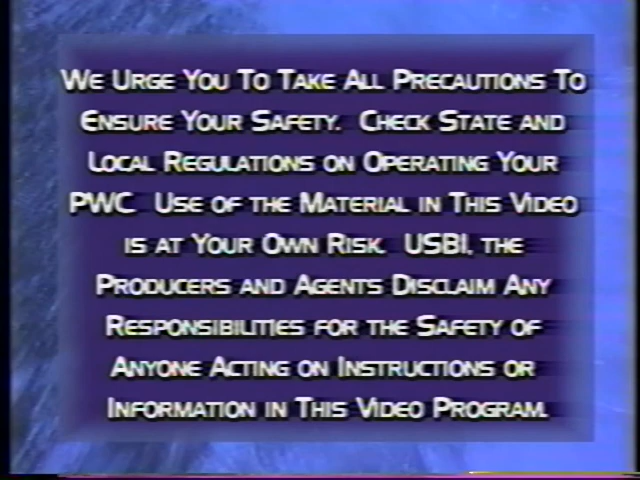 We Urge You To Take All Precautions To
Ensure Your Safety. Check State and
Local Regulations on Operating Your
PWC Use of the Material in This Video
is at Your Own Risk. USBI, the
Producers and Agents Disclaim Any
Responsibilities for the Safety of
Anyone Acting on Instructions or
Information in This Video Program.